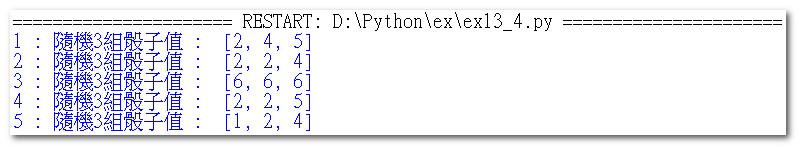 ====================== RESTART: D:\Python\ex\ex13_4.py ======================
1 : 隨機3組骰子值 :  [2, 4, 5]
2 : 隨機3組骰子值 :  [2, 2, 4]
3 : 隨機3組骰子值 :  [6, 6, 6]
4 : 隨機3組骰子值 :  [2, 2, 5]
5 : 隨機3組骰子值 :  [1, 2, 4]